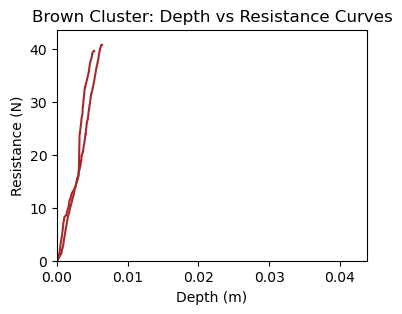 Brown Cluster: Depth vs Resistance Curves
40
30
20
10
0
Resistance (N)
0.00 0.01 0.02 0.03 0.04
Depth (m)